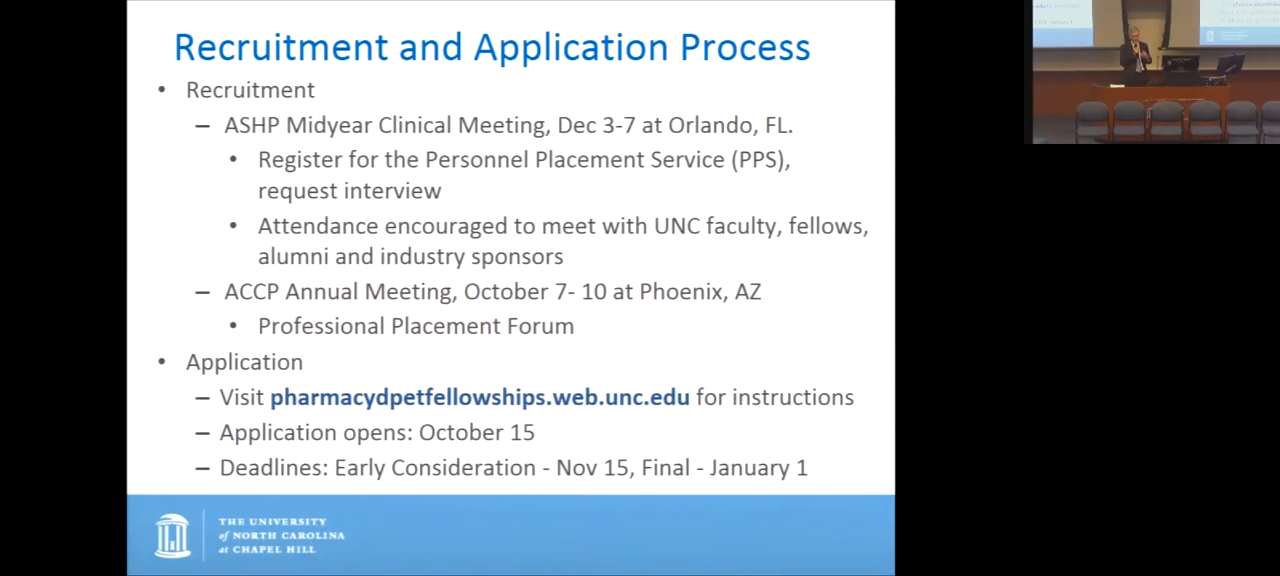 Recruitment and Application Process
• Recruitment
– ASHP Midyear Clinical Meeting, Dec 3-7 at Orlando, FL.
• Register for the Personnel Placement Service (PPS),
request interview
• Attendance encouraged to meet with UNC faculty, fellows,
alumni and industry sponsors
– ACCP Annual Meeting, October 7- 10 at Phoenix, AZ
• Professional Placement Forum
• Application
– Visit pharmacydpetfellowships.web.unc.edu for instructions
– Application opens: October 15
– Deadlines: Early Consideration - Nov 15, Final - January 1
THE UNIVERSITY
of NORTH CAROLINA
at CHAPEL HILL